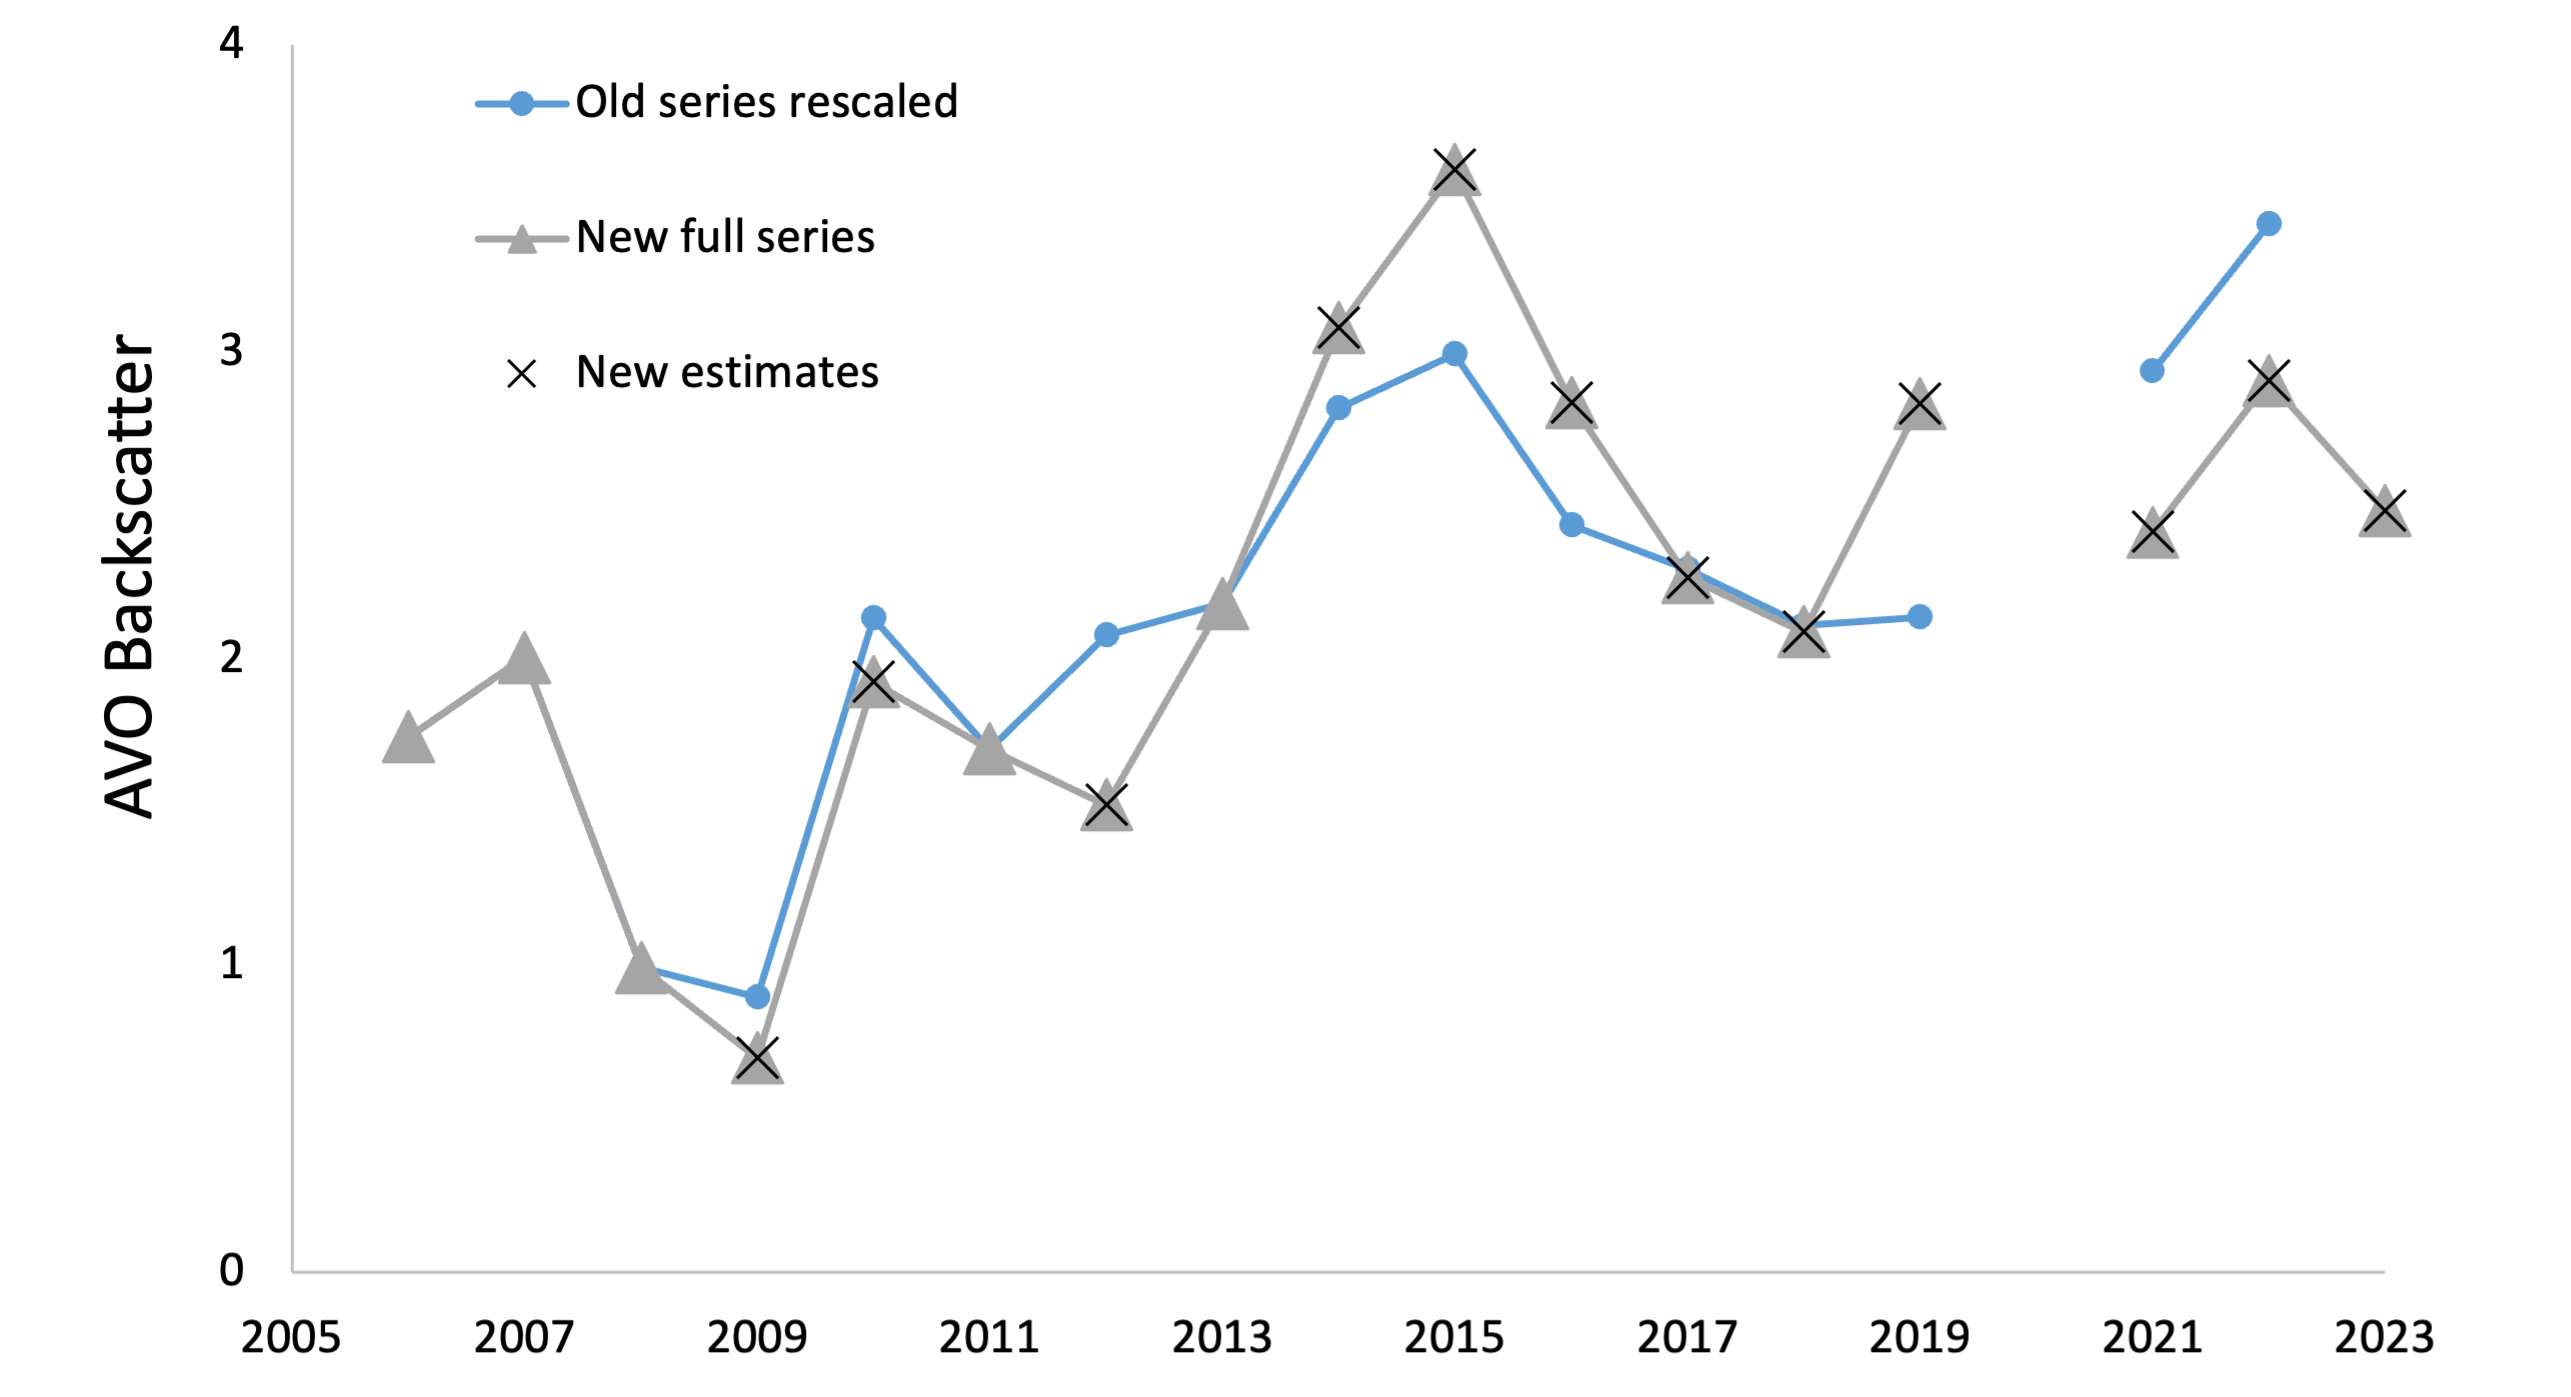 4
3
2
1
0
AVO Backscatter
Old series rescaled
New full series
New estimates
2005 2007 2009 2011 2013 2015 2017 2019 2021 2023